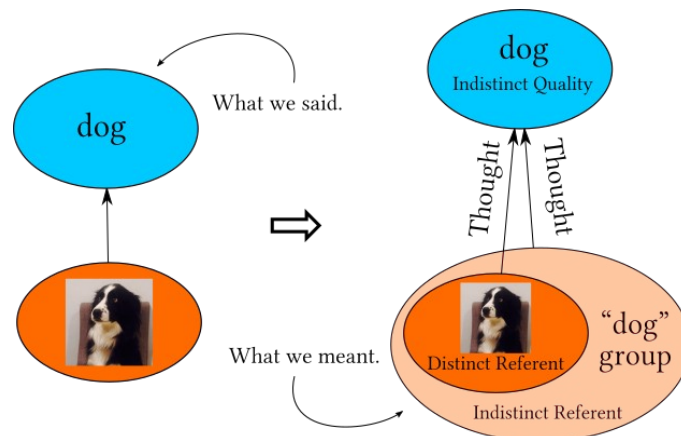 dog
What we said.
dog
Indistinct Quality
Thought
Thought
What we meant.
Distinct Referent
“dog”
group
Indistinct Referent